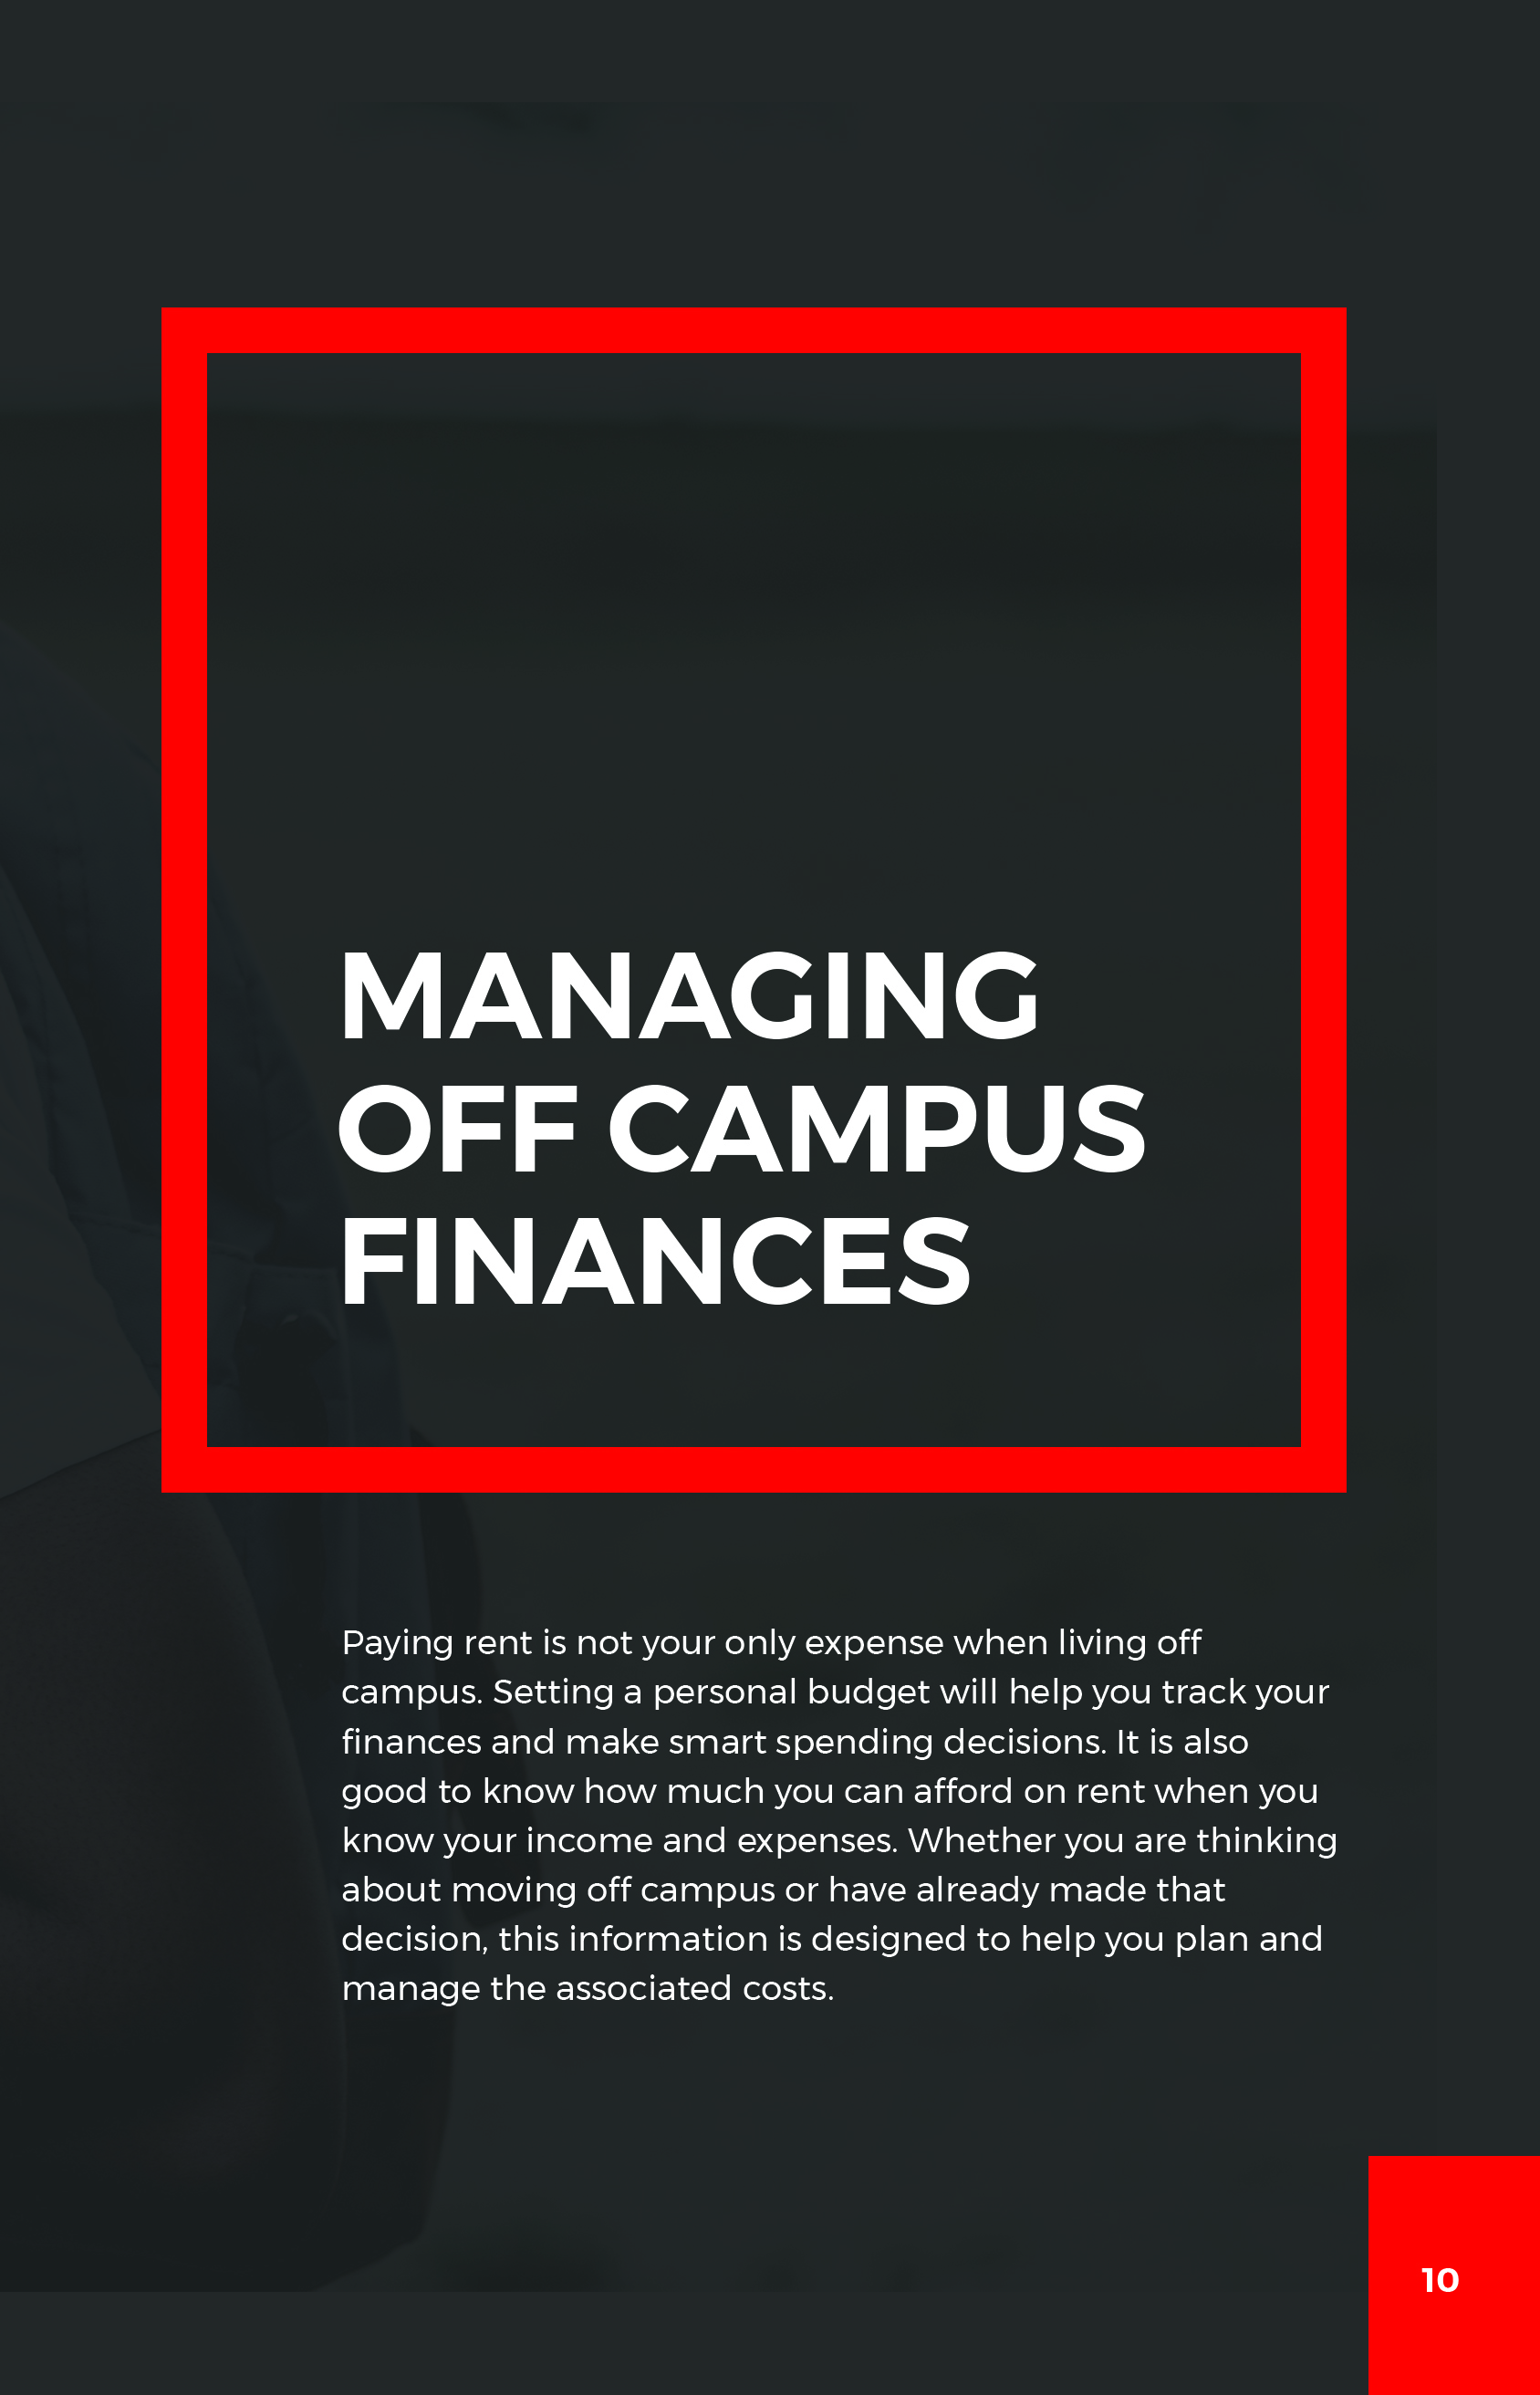 MANAGING
OFF CAMPUS
FINANCES
Paying rent is not your only expense when living off
campus. Setting a personal budget will help you track your
finances and make smart spending decisions. It is also
good to know how much you can afford on rent when you
know your income and expenses. Whether you are thinking
about moving off campus or have already made that
decision, this information is designed to help you plan and
manage the associated costs.
10